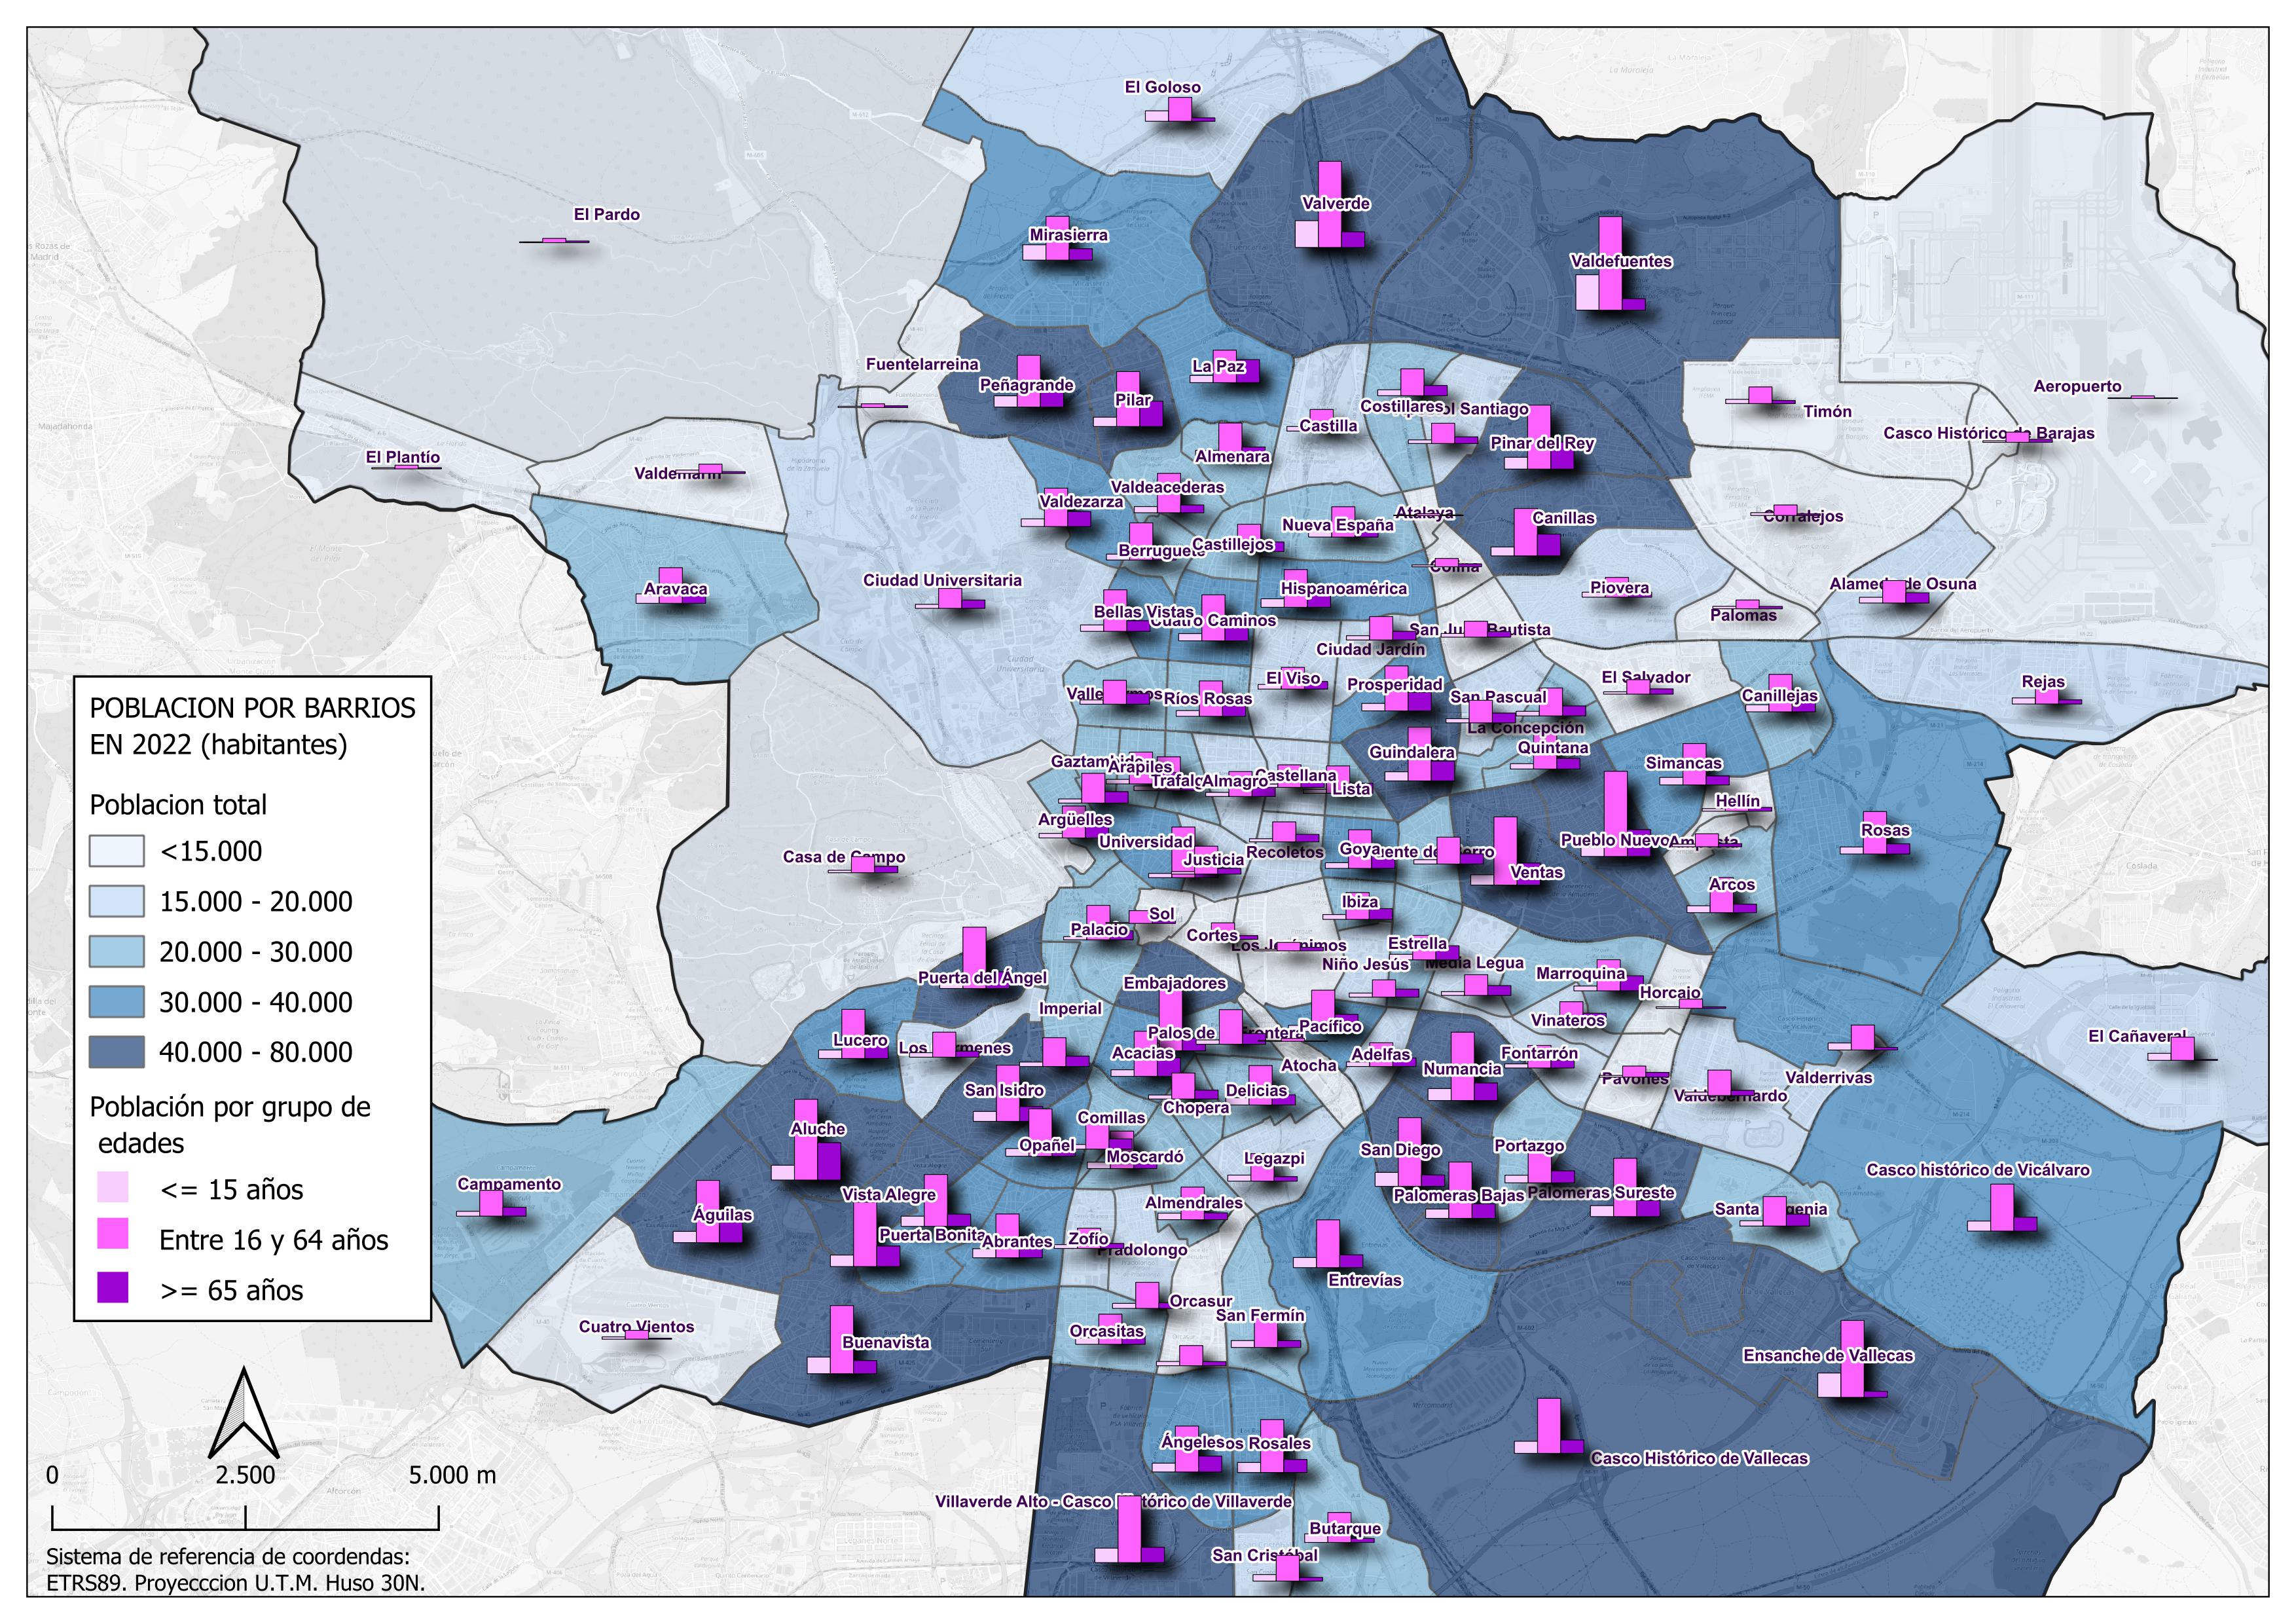 El Goloso
Valverde
El Pardo
Mirasierra
Valdefuentes
Fuentelarreina
Peñagrande
La Paz
Pilar
Costillares
ol Santiago
Castilla
Timón
Aeropuerto
Casco Histórico de Barajas
Pinar del Rey
El Plantío
Valdemarín
Almenara
Valdeacederas
Valdezarza
Nueva España
Atalaya
Canillas
Corralejos
Berruguete
Castillejos
Colina
Ciudad Universitaria
Aravaca
Hispanoamérica
Piovera
Alameda de Osuna
Bellas Vistas
Cuatro Caminos
Palomas
San Juan Bautista
Ciudad Jardín
El Viso
Prosperidad
El Salvador
Rejas
Vallehermoso
Ríos Rosas
San Pascual
Canillejas
La Concepción
Guindalera
Quintana
Simancas
Gaztambide
Arapiles
Trafalg
Almagro
Castellana
Lista
Hellín
Argüelles
Universidad
Justicia
Recoletos
Goya
ente de
erro
Pueblo Nuevo
Amposta
Rosas
Casa de Campo
Ventas
Arcos
Ibiza
Palacio
Sol
Cortes
Los Jerónimos
Estrella
Niño Jesús
Media Legua
Puerta del Ángel
Embajadores
Marroquina
Horcajo
Imperial
Vinateros
Lucero
Los Cármenes
Palos de
Frontera
Pacífico
Acacias
Atocha
Adelfas
Numancia
Fontarrón
El Cañaveral
Pavones
Valderrivas
Valdebernardo
San Isidro
Delicias
Chopera
Comillas
Aluche
Opañel
Moscardó
Legazpi
San Diego
Portazgo
Casco histórico de Vicálvaro
Campamento
Vista Alegre
Palomeras Bajas
Palomeras Sureste
Águilas
Almendrales
Santa Eugenia
Puerta Bonita
Abrantes
Zofío
Pradolongo
Entrevías
Orcasur
San Fermín
Cuatro Vientos
Orcasitas
Buenavista
Ensanche de Vallecas
Ángeles
os Rosales
Casco Histórico de Vallecas
Villaverde Alto - Casco Histórico de Villaverde
Butarque
San Cristóbal
POBLACION POR BARRIOS
EN 2022 (habitantes)
Poblacion total
<15.000
15.000 - 20.000
20.000 - 30.000
30.000 - 40.000
40.000 - 80.000
Población por grupo de
edades
<= 15 años
Entre 16 y 64 años
>= 65 años
0 2.500 5.000 m
Sistema de referencia de coordendas:
ETRS89. Proyecccion U.T.M. Huso 30N.